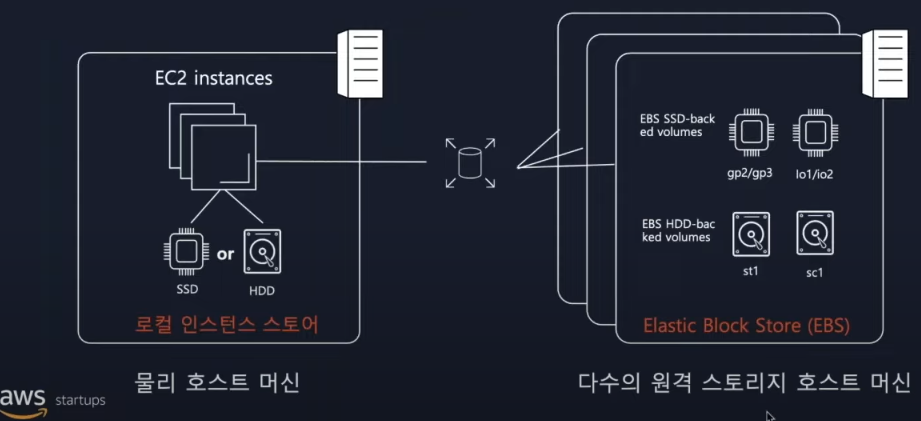 EC2 instances
SSD
or
HDD
로컬 인스턴스 스토어
물리 호스트 머신
EBS SSD-back
ed volumes
gp2/gp3
Io1/io2
EBS HDD-bac
ked volumes
st1
sc1
Elastic Block Store (EBS)
다수의 원격 스토리지 호스트 머신
aws startups